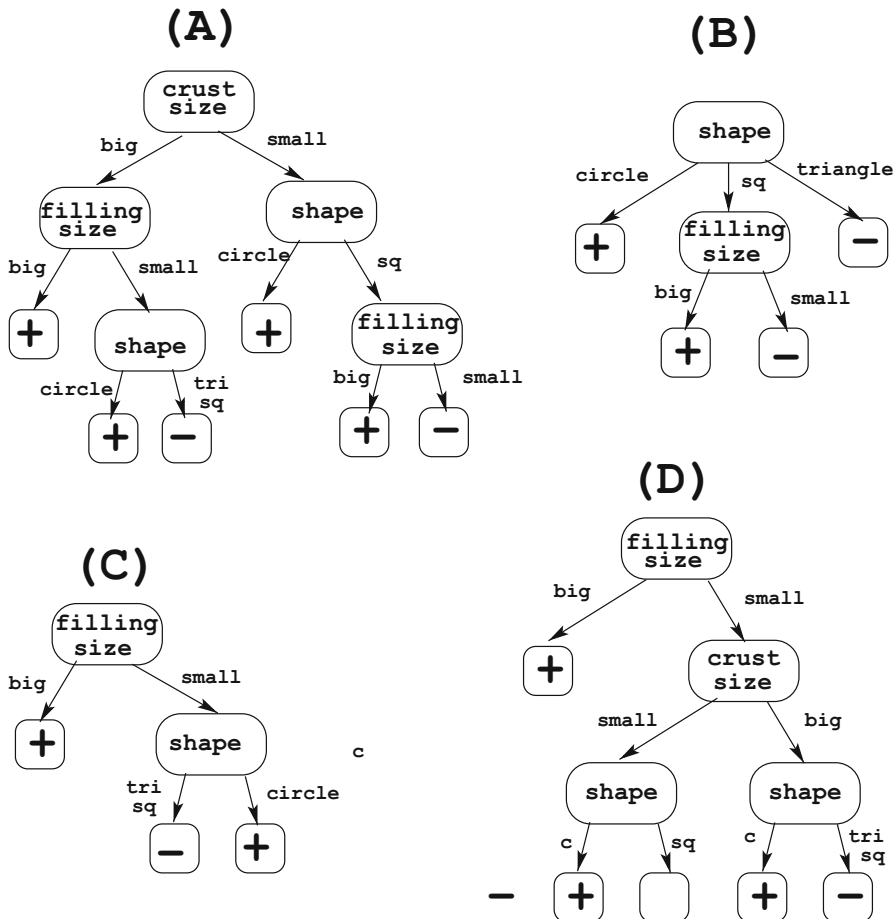 (A)
crust
size
big
small
filling
size
shape
big
small
circle
sq
+
shape
+
filling
size
circle
tri
sq
big
small
+
−
+
−
(B)
shape
circle
sq
triangle
+
filling
size
−
big
small
+
−
(C)
filling
size
big
small
+
shape
c
tri
sq
circle
−
+
(D)
filling
size
big
small
+
crust
size
small
big
shape
shape
c
sq
c
tri
sq
−
+
+
−